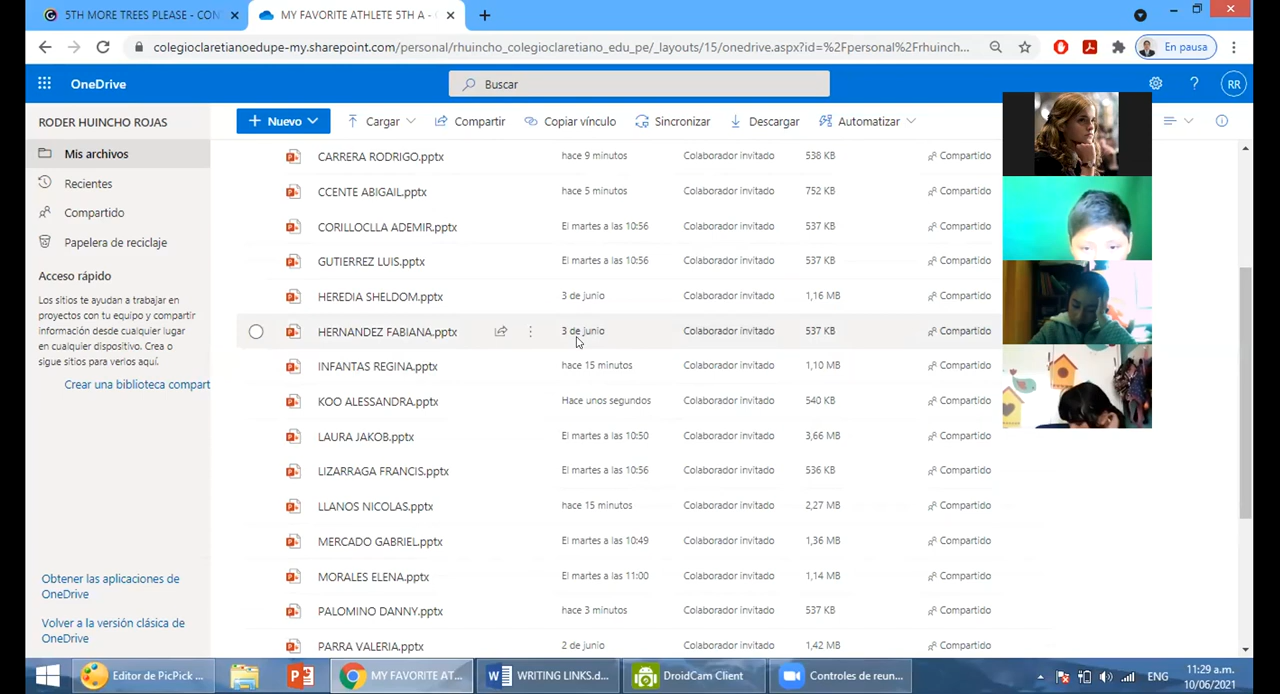 5TH MORE TREES PLEASE - CON
MY FAVORITE ATHLETE 5TH A - 
colegioclaretianoedupe-my.sharepoint.com/personal/rhuincho_colegioclaretiano_edu_pe/_layouts/15/onedrive.aspx?id=%2Fpersonal%2Frhuinc...
En pausa
OneDrive
Buscar
RR
RODER HUINCHO ROJAS
Nuevo
Cargar
Compartir
Copiar vínculo
Sincronizar
Descargar
Automatizar
Mis archivos
Recientes
Compartido
Papelera de reciclaje
Acceso rápido
Los sitios te ayudan a trabajar en
proyectos con tu equipo y compartir
información desde cualquier lugar
en cualquier dispositivo. Crea o
sigue sitios para verlos aquí.
Crear una biblioteca compart
Obtener las aplicaciones de
OneDrive
Volver a la versión clásica de
OneDrive
CARRERA RODRIGO.pptx hace 9 minutos Colaborador invitado 538 KB Compartido
CCENTE ABIGAIL.pptx hace 5 minutos Colaborador invitado 752 KB Compartido
CORILLOCLLA ADEMIR.pptx El martes a las 10:56 Colaborador invitado 537 KB Compartido
GUTIERREZ LUIS.pptx El martes a las 10:56 Colaborador invitado 537 KB Compartido
HEREDIA SHELDOM.pptx 3 de junio Colaborador invitado 1,16 MB Compartido
HERNANDEZ FABIANA.pptx 3 de junio Colaborador invitado 537 KB Compartido
INFANTAS REGINA.pptx hace 15 minutos Colaborador invitado 1,10 MB Compartido
KOO ALESSANDRA.pptx Hace unos segundos Colaborador invitado 540 KB Compartido
LAURA JAKOB.pptx El martes a las 10:50 Colaborador invitado 3,66 MB Compartido
LIZARRAGA FRANCIS.pptx El martes a las 10:56 Colaborador invitado 536 KB Compartido
LLANOS NICOLAS.pptx hace 15 minutos Colaborador invitado 2,27 MB Compartido
MERCADO GABRIEL.pptx El martes a las 10:49 Colaborador invitado 1,36 MB Compartido
MORALES ELENA.pptx El martes a las 11:00 Colaborador invitado 1,14 MB Compartido
PALOMINO DANNY.pptx hace 3 minutos Colaborador invitado 537 KB Compartido
PARRA VALERIA.pptx 2 de junio Colaborador invitado 1,42 MB Compartido
Editor de PicPick ...
MY FAVORITE AT...
WRITING LINKS.d...
DroidCam Client
Controles de reun...
ENG
11:29 a.m.
10/06/2021